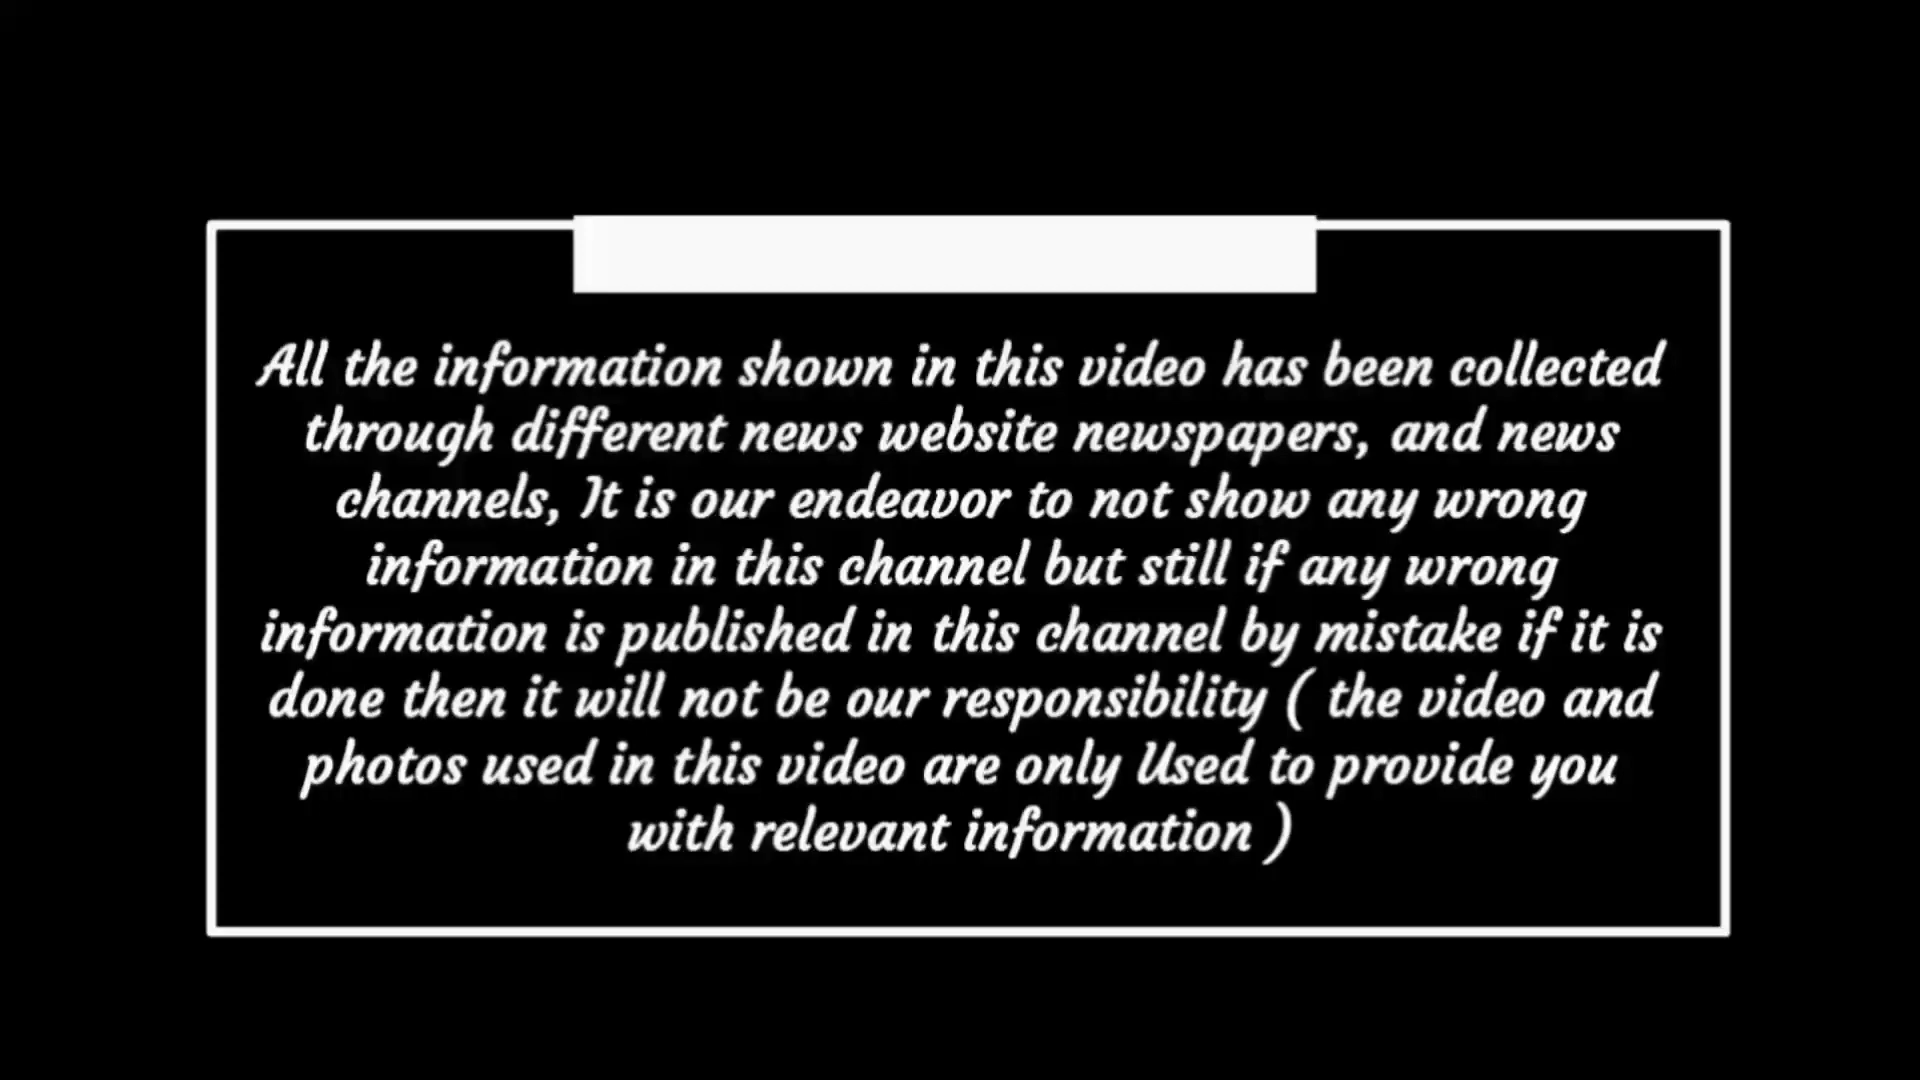 All the information shown in this video has been collected
through different news website newspapers, and news
channels, It is our endeavor to not show any wrong
information in this channel but still if any wrong
information is published in this channel by mistake if it is
done then it will not be our responsibility ( the video and
photos used in this video are only Used to provide you
with relevant information )